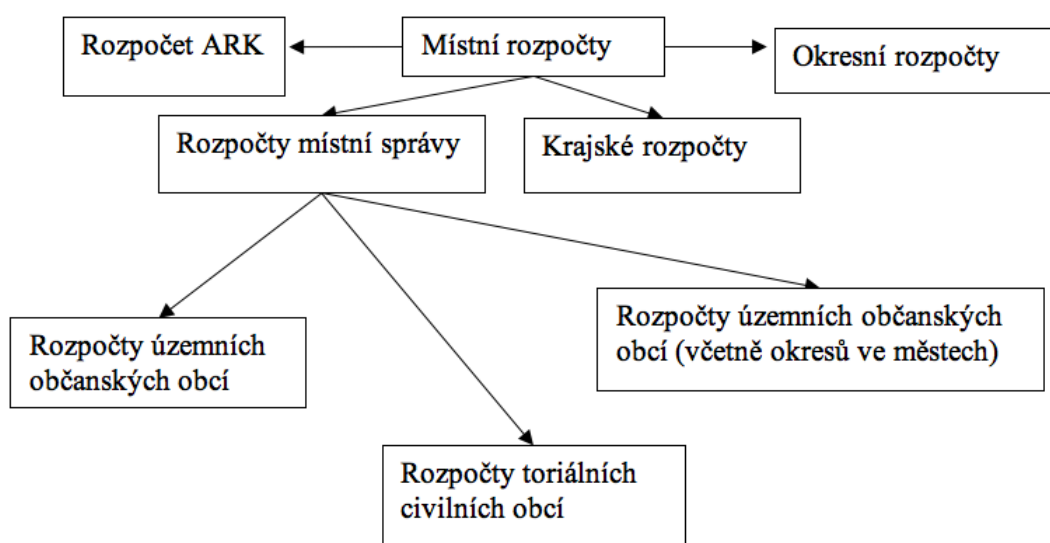 Rozpočet ARK
Místní rozpočty
Okresní rozpočty
Rozpočty místní správy
Krajské rozpočty
Rozpočty územních
občanských obcí
Rozpočty územních občanských
obcí (včetně okresů ve městech)
Rozpočty toriálních
civilních obcí